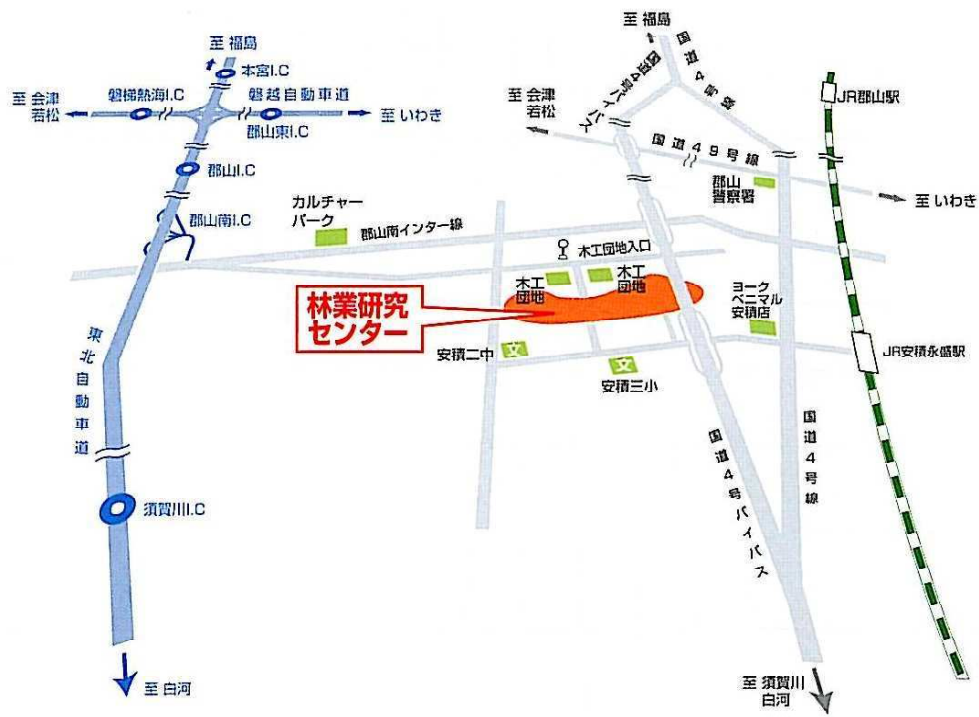 至 福島
本宮I.C
磐梯熱海I.C
磐越自動車道
至 会津
若松
至 いわき
郡山東I.C
郡山I.C
郡山南I.C
カルチャー
パーク
郡山南インター線
東北自動車道
須賀川I.C
至 白河
至 福島
国道4号バイパス
国道4号線
至 会津
若松
国道49号線
郡山
警察署
至 いわき
JR郡山駅
木工団地入口
木工
団地
木工
団地
林業研究
センター
ヨーク
ベニマル
安積店
安積二中
文
文
安積三小
JR安積永盛駅
国道4号バイパス
国道4号線
至 須賀川
白河